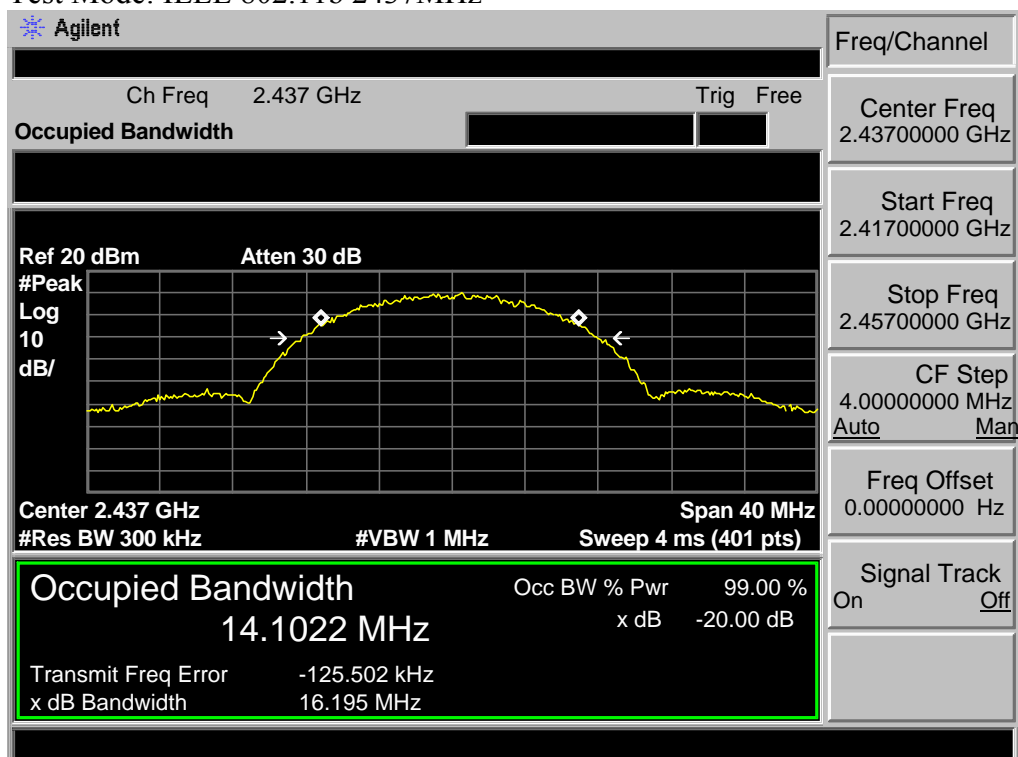 Test Mode: IEEE 802.11b 2437MHz
Agilent
Freq/Channel
Ch Freq 2.437 GHz Trig Free
Occupied Bandwidth
Center Freq
2.43700000 GHz
Start Freq
2.41700000 GHz
Stop Freq
2.45700000 GHz
CF Step
4.00000000 MHz
Auto Man
Freq Offset
0.00000000 Hz
Signal Track
On Off
Ref 20 dBm Atten 30 dB
#Peak
Log
10
dB/
Center 2.437 GHz Span 40 MHz
#Res BW 300 kHz #VBW 1 MHz Sweep 4 ms (401 pts)
Occupied Bandwidth
14.1022 MHz
Occ BW % Pwr 99.00 %
x dB -20.00 dB
Transmit Freq Error -125.502 kHz
x dB Bandwidth 16.195 MHz